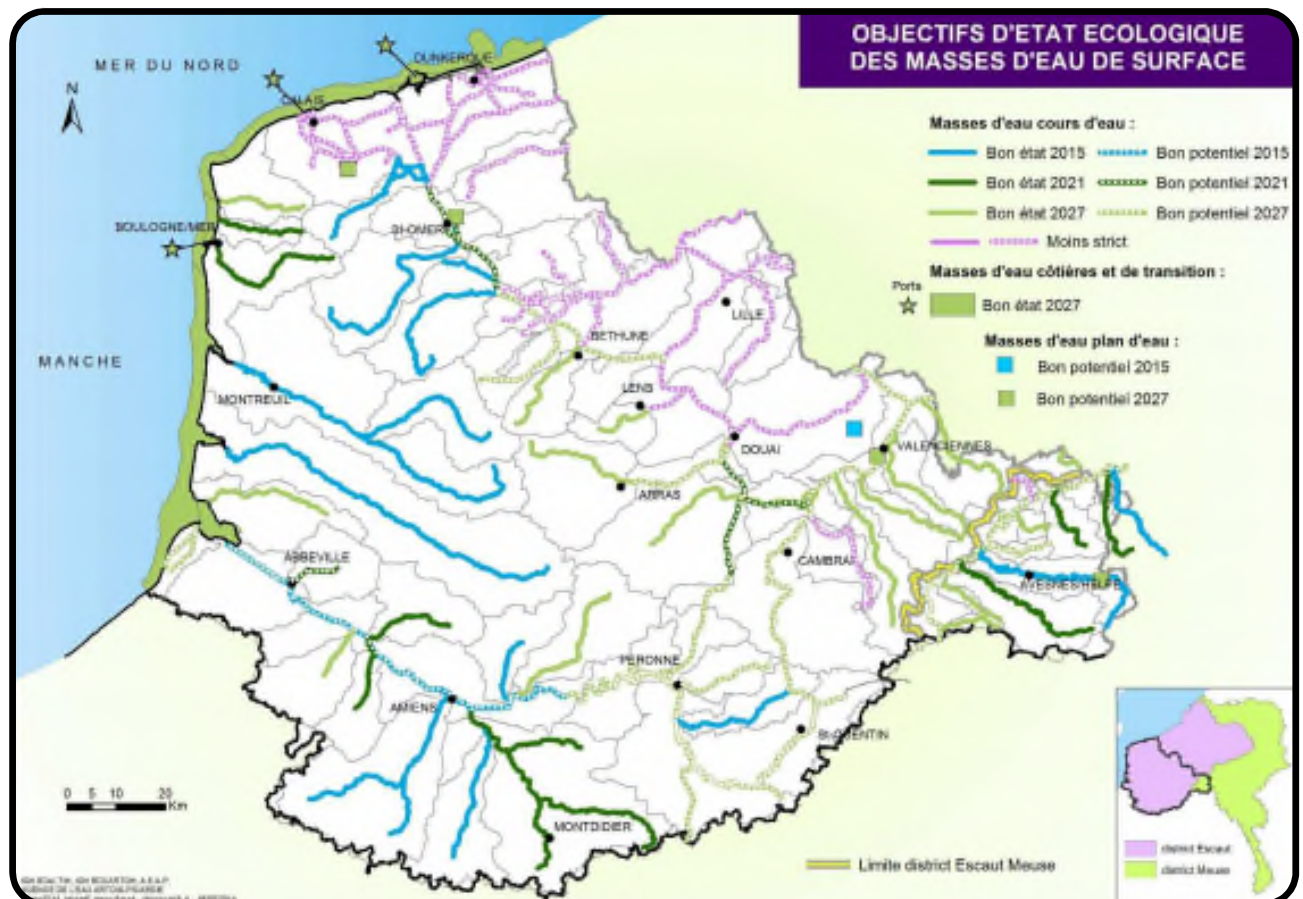 OBJECTIFS D'ETAT ECOLOGIQUE
DES MASSES D'EAU DE SURFACE
MER DU NORD
N
DUNKERQUE
CALAIS
Masses d'eau cours d'eau :
Bon état 2015
Bon potentiel 2015
Bon état 2021
Bon potentiel 2021
Bon état 2027
Bon potentiel 2027
Moins strict
Masses d'eau côtières et de transition :
Ports
Bon état 2027
Masses d'eau plan d'eau :
Bon potentiel 2015
Bon potentiel 2027
BOULOGNE/MER
ST-OMER
LILLE
BETHUNE
MANCHE
LENS
MONTREUIL
DOUAI
VALENCIENNES
ARRAS
ABBEVILLE
CAMBRAI
AVESNES/HELPE
PERONNE
AMIENS
St-QUENTIN
0 5 10 20
Km
MONTDIDIER
Limite district Escaut Meuse
district Escaut
district Meuse